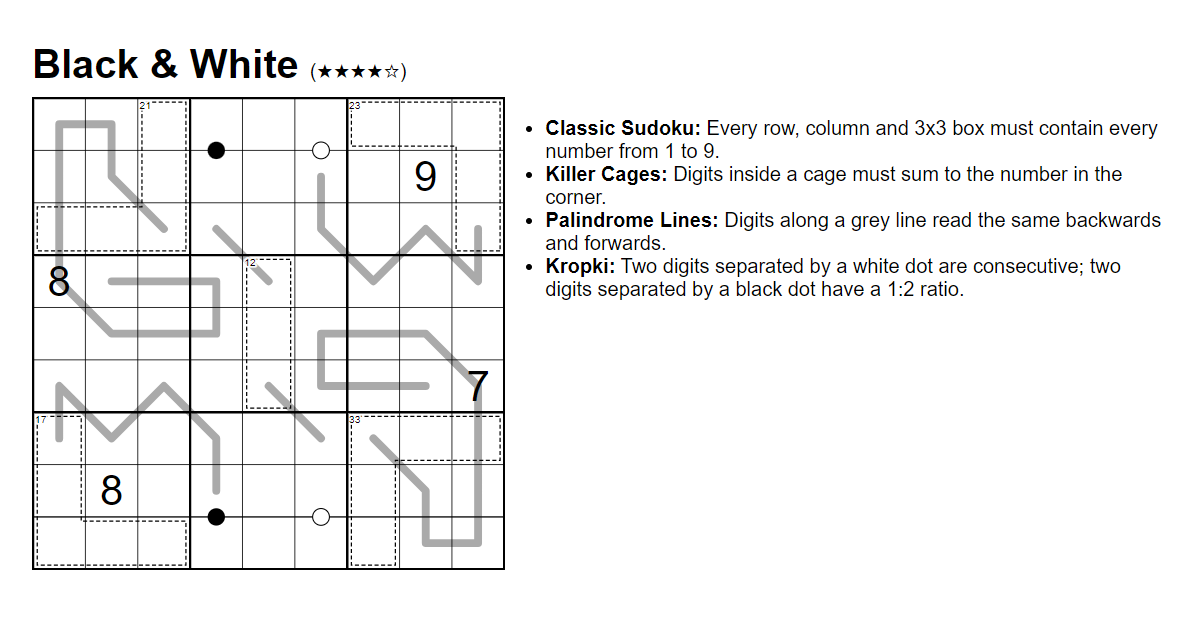 Black & White (★★★★☆)
21
23
9
8
12
7
17
33
8
• Classic Sudoku: Every row, column and 3x3 box must contain every
number from 1 to 9.
• Killer Cages: Digits inside a cage must sum to the number in the
corner.
• Palindrome Lines: Digits along a grey line read the same backwards
and forwards.
• Kropki: Two digits separated by a white dot are consecutive; two
digits separated by a black dot have a 1:2 ratio.